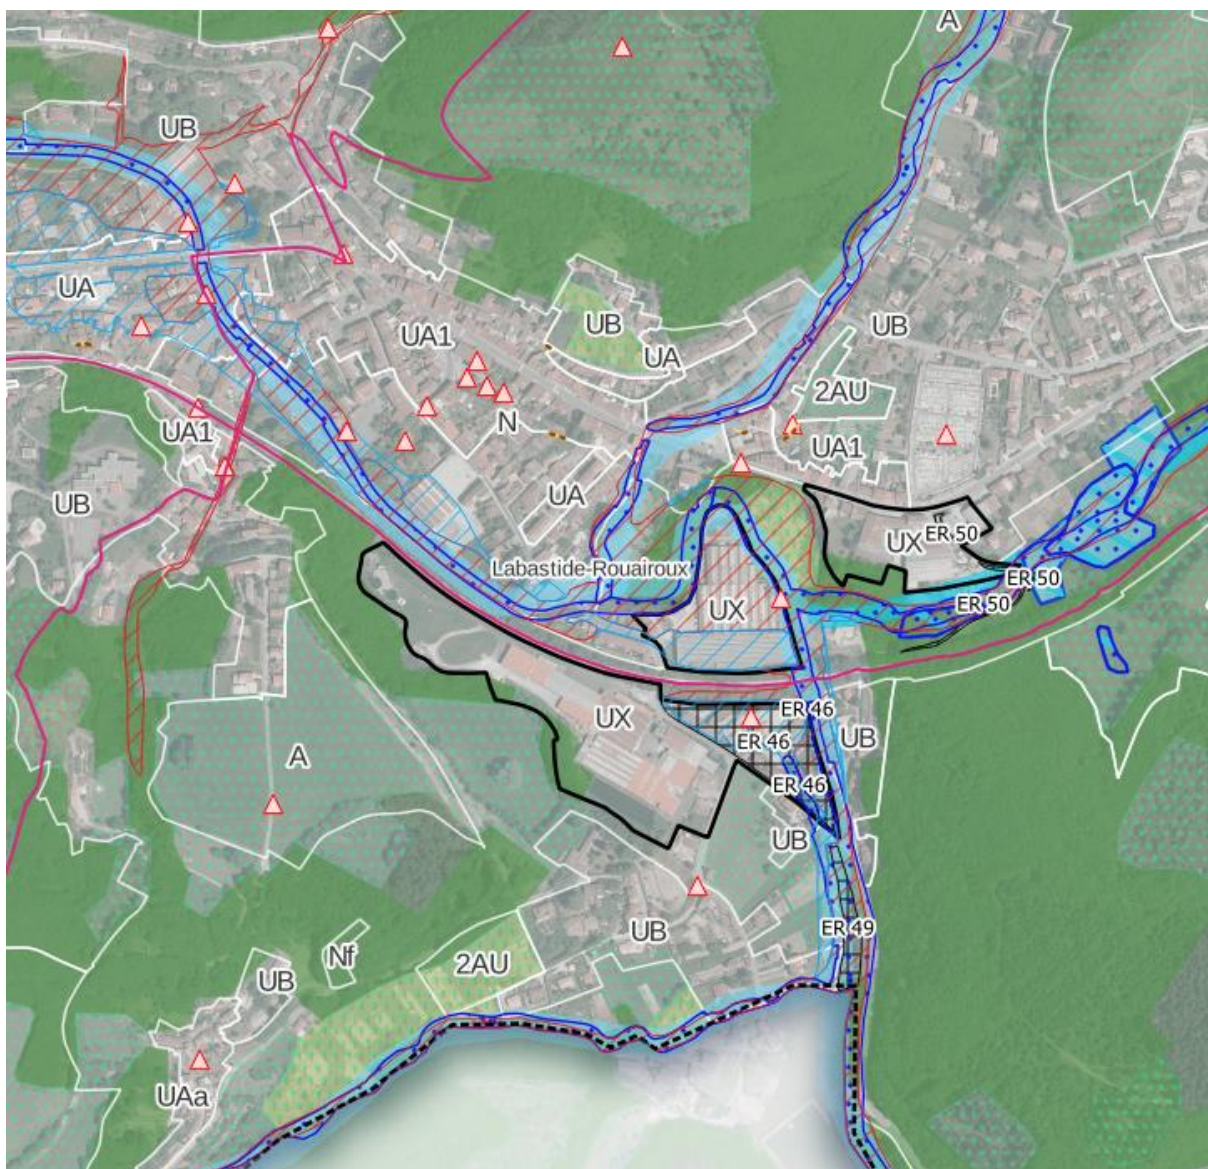 A
UB
UA
UB
UB
UA1
UA
2AU
N
UA1
UA1
UB
UA
ER 50
UX
Labastide-Rouairoux
ER 50
ER 50
UX
ER 46
UX
ER 46
UB
A
ER 46
UB
ER 49
UB
Nf
2AU
UB
UAa